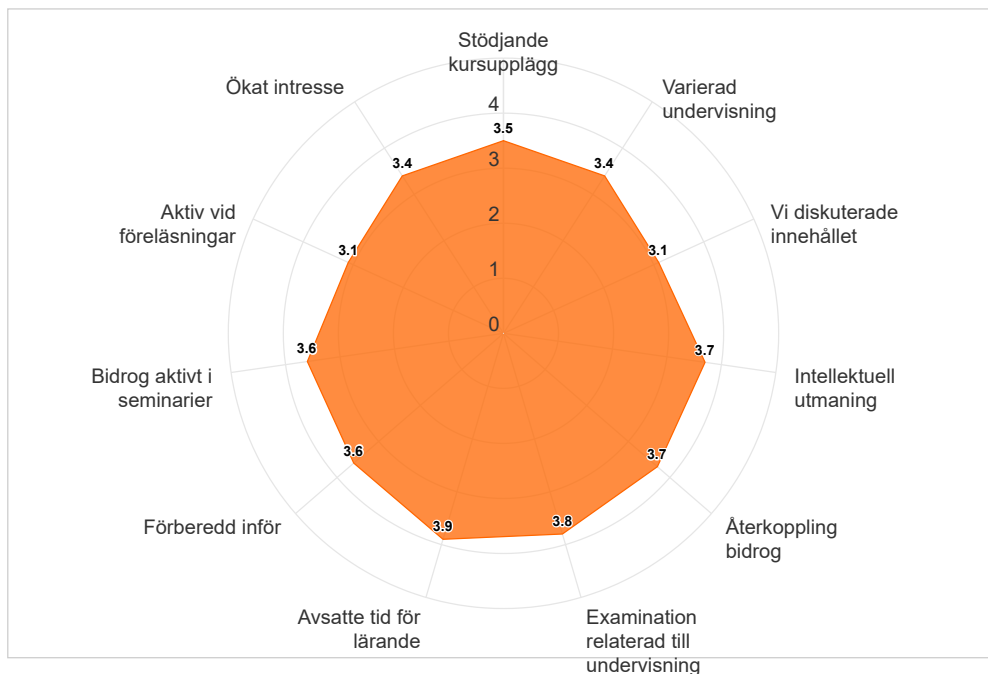 Stödjande
kursupplägg
Ökat intresse
Varierad
undervisning
4
3.5
3.4
3.4
3
Aktiv vid
föreläsningar
Vi diskuterade
innehållet
2
3.1
3.1
1
0
3.6
3.7
Bidrog aktivt i
seminarier
Intellektuell
utmaning
3.6
3.7
Förberedd inför
Återkoppling
bidrog
3.9
3.8
Avsatte tid för
lärande
Examination
relaterad till
undervisning